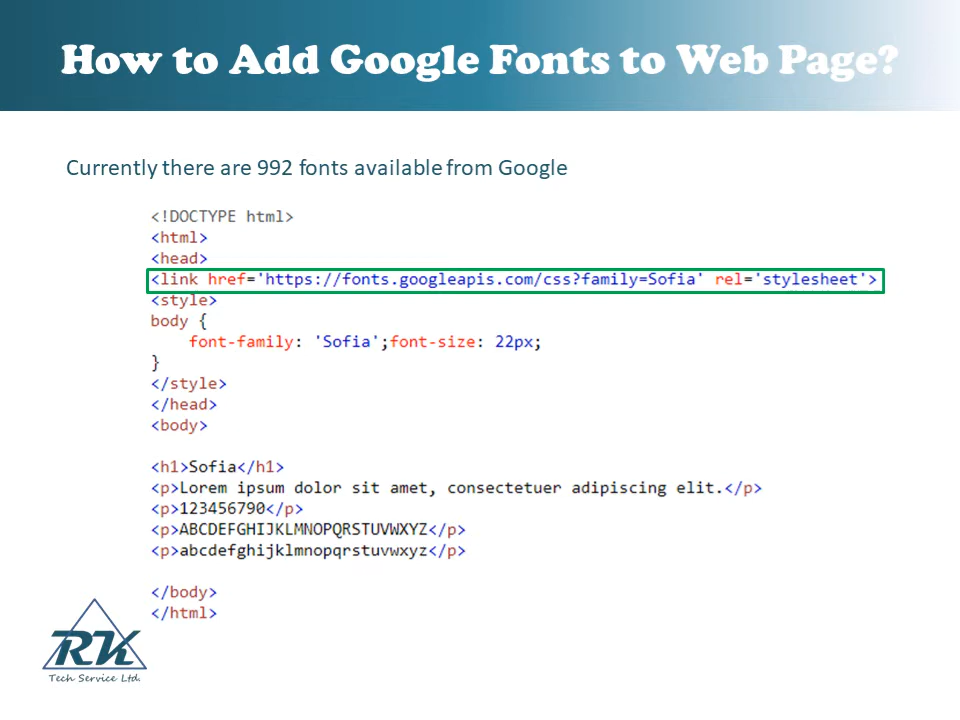 How to Add Google Fonts to Web Page?
Currently there are 992 fonts available from Google
<!DOCTYPE html>
<html>
<head>
<link href='https://fonts.googleapis.com/css?family=Sofia' rel='stylesheet'>
<style>
body {
    font-family: 'Sofia';font-size: 22px;
}
</style>
</head>
<body>
<h1>Sofia</h1>
<p>Lorem ipsum dolor sit amet, consectetuer adipiscing elit.</p>
<p>123456790</p>
<p>ABCDEFGHIJKLMNOPQRSTUVWXYZ</p>
<p>abcdefghijklmnopqrstuvwxyz</p>
</body>
</html>
RK
Tech Service Ltd.